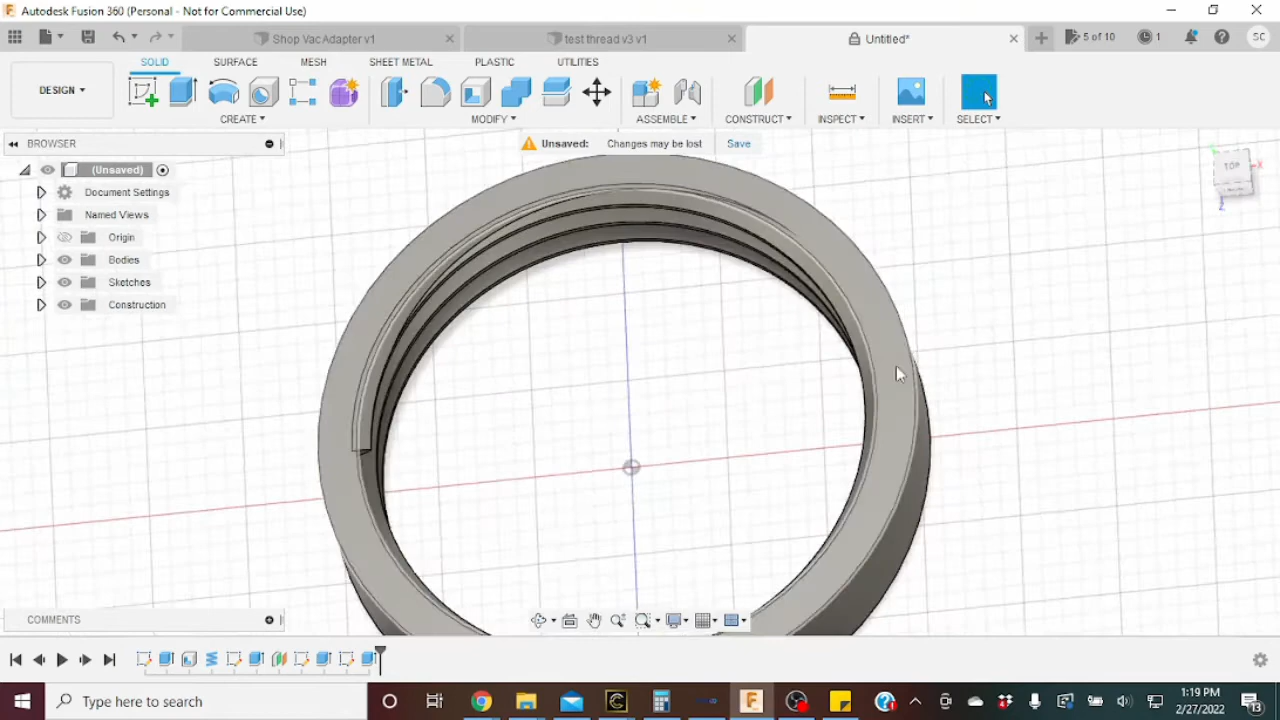 Autodesk Fusion 360 (Personal - Not for Commercial Use)
Shop Vac Adapter v1
test thread v3 v1
Untitled*
5 of 10
1
SC
DESIGN
SOLID
SURFACE
MESH
SHEET METAL
PLASTIC
UTILITIES
CREATE
MODIFY
ASSEMBLE
CONSTRUCT
INSPECT
INSERT
SELECT
BROWSER
Unsaved: Changes may be lost Save
TOP
X
Z
(Unsaved)
Document Settings
Named Views
Origin
Bodies
Sketches
Construction
COMMENTS
Type here to search
1:19 PM
2/27/2022
13